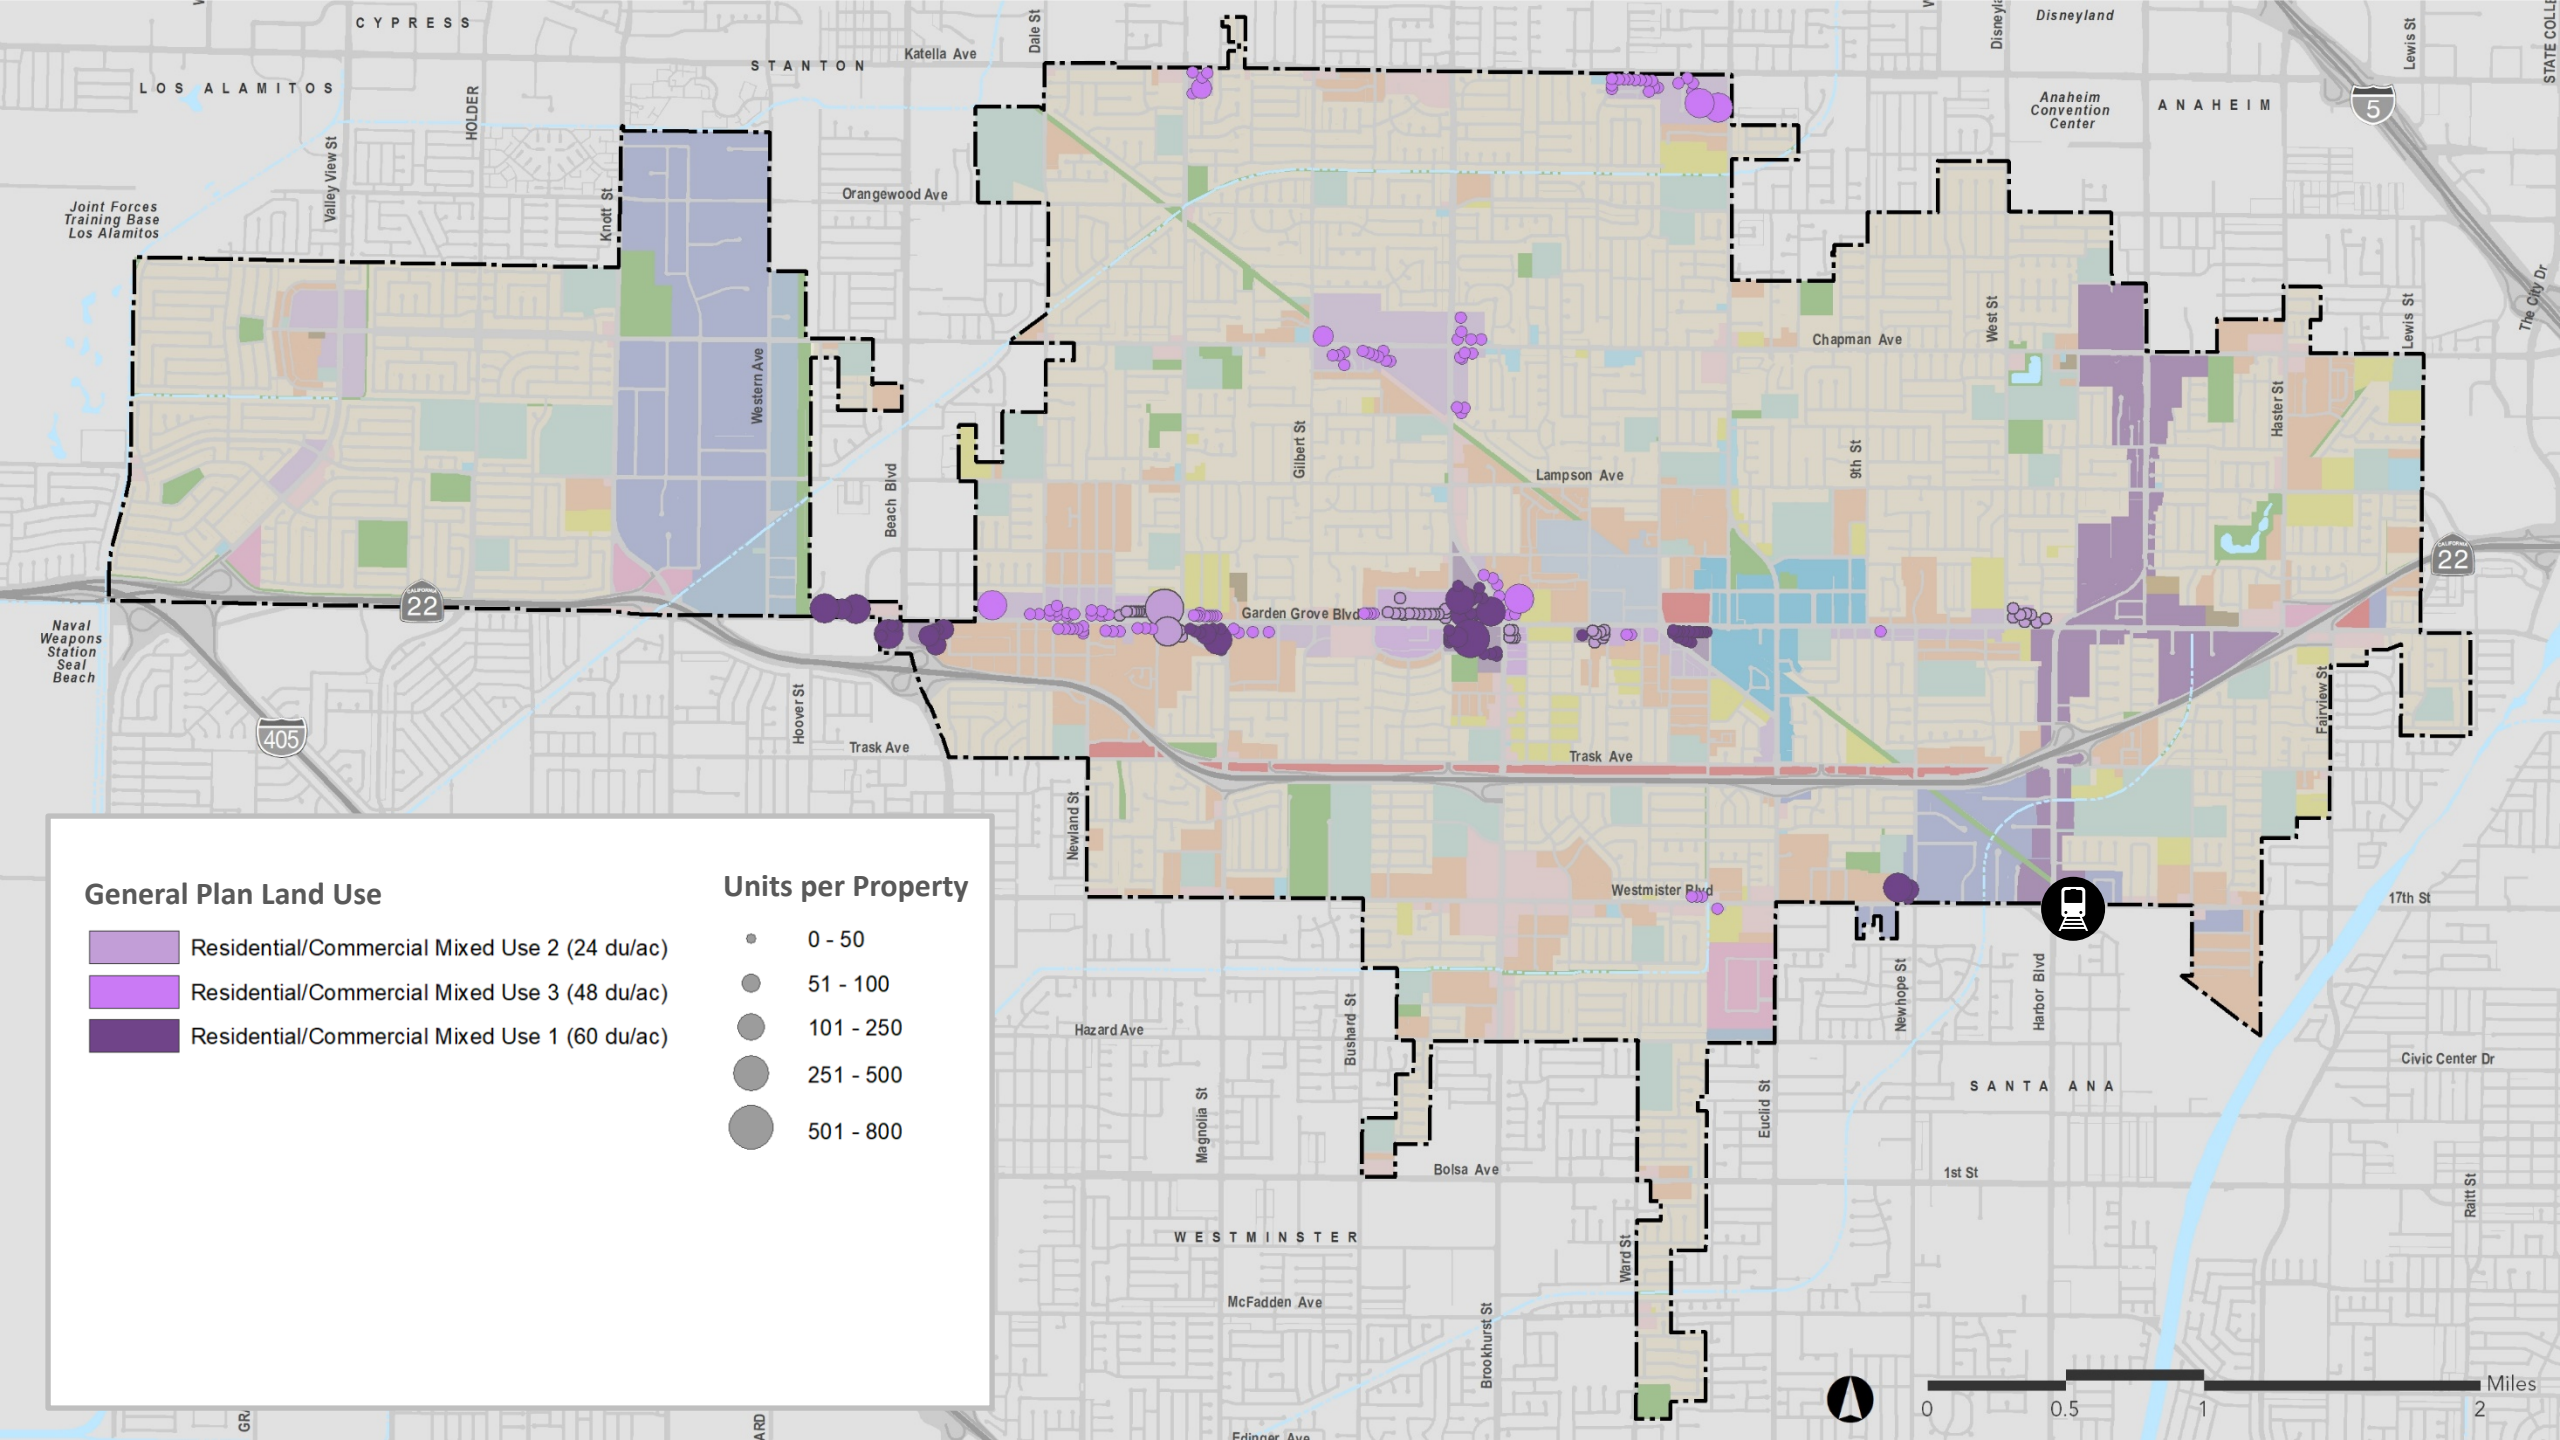 CYPRESS
LOS ALAMITOS
STANTON
Katella Ave
Dale St
Disneyland
Lewis St
Anaheim
Convention
Center
ANAHEIM
5
HOLDER
Valley View St
Knott St
Orangewood Ave
Joint Forces
Training Base
Los Alamitos
Western Ave
Beach Blvd
Gilbert St
Chapman Ave
West St
Lewis St
The City Dr
Haster St
Lampson Ave
9th St
22
22
Garden Grove Blvd
Naval
Weapons
Station
Seal
Beach
405
Hoover St
Trask Ave
Trask Ave
Fairview St
Newland St
Westmister Blvd
17th St
General Plan Land Use
Residential/Commercial Mixed Use 2 (24 du/ac)
Residential/Commercial Mixed Use 3 (48 du/ac)
Residential/Commercial Mixed Use 1 (60 du/ac)
Units per Property
0 - 50
51 - 100
101 - 250
251 - 500
501 - 800
Hazard Ave
Bushard St
Newhope St
Harbor Blvd
Civic Center Dr
SANTA ANA
Magnolia St
Euclid St
Bolsa Ave
1st St
Raitt St
WESTMINSTER
Ward St
McFadden Ave
Brookhurst St
Edinger Ave
Miles
0 0.5 1 2